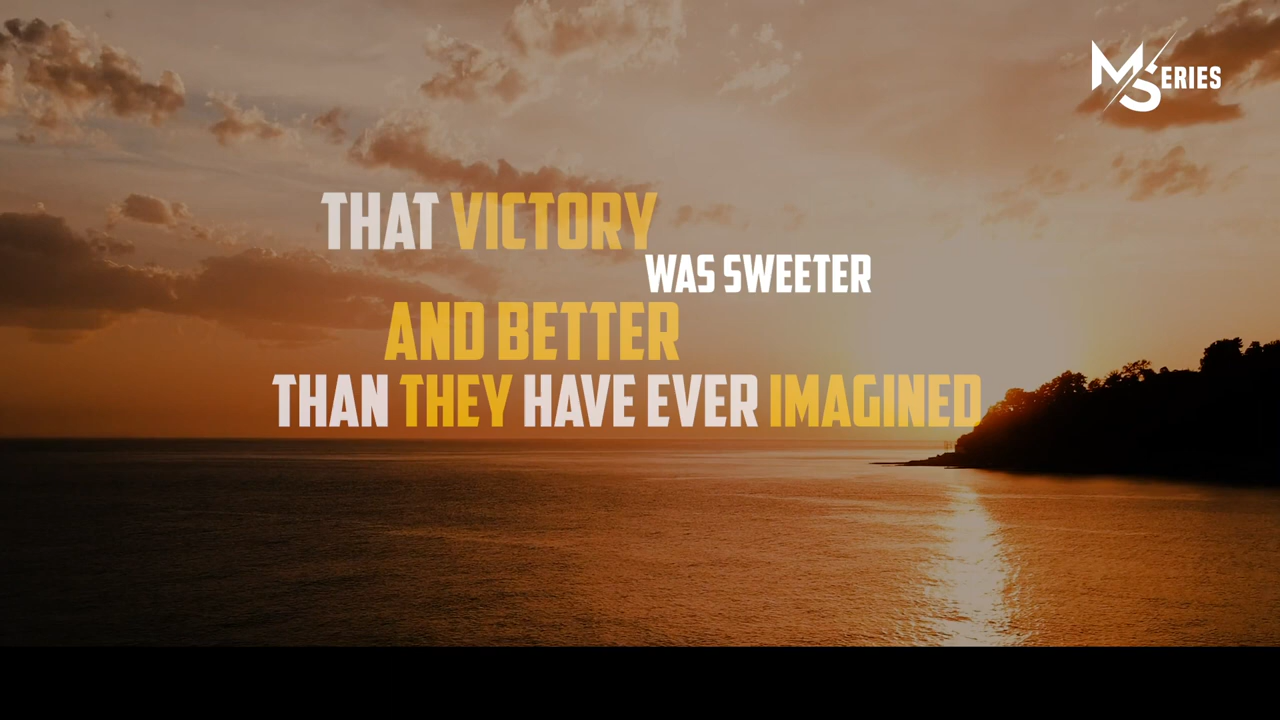 MSERIES
THAT VICTORY
WAS SWEETER
AND BETTER
THAN THEY HAVE EVER IMAGINED